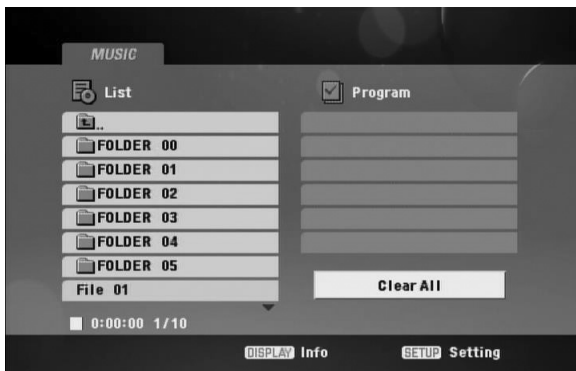 MUSIC
List
..
FOLDER 00
FOLDER 01
FOLDER 02
FOLDER 03
FOLDER 04
FOLDER 05
File 01
0:00:00 1/10
Program
Clear All
DISPLAY Info
SETUP Setting